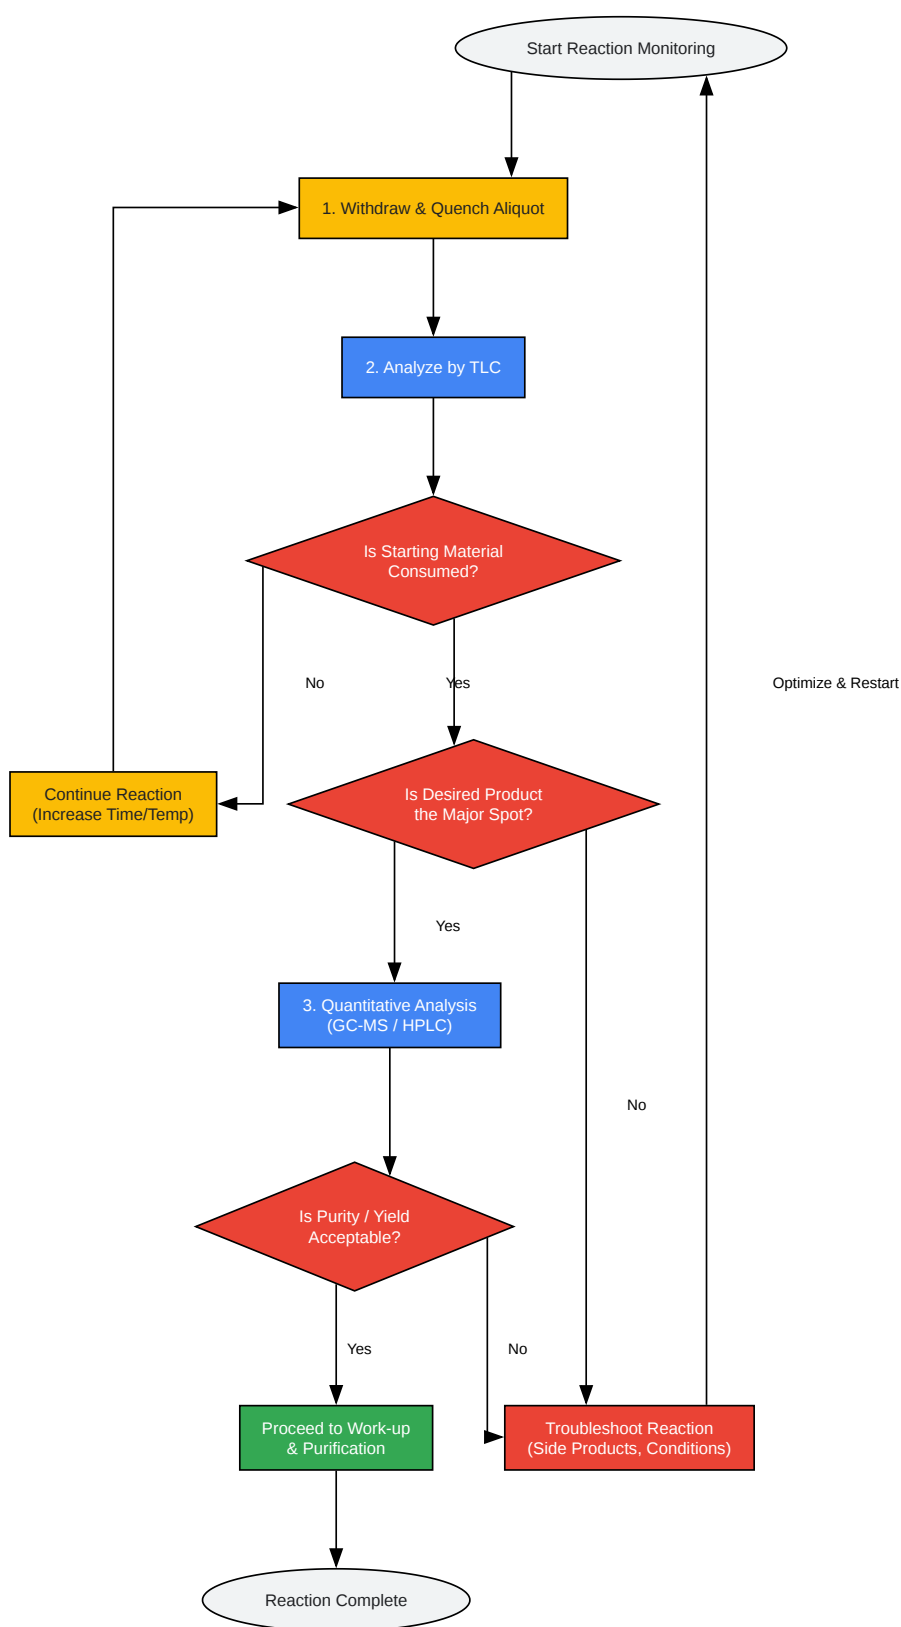 Start Reaction Monitoring
1. Withdraw & Quench Aliquot
2. Analyze by TLC
Is Starting Material
Consumed?
No
Yes
Optimize & Restart
Continue Reaction
(Increase Time/Temp)
Is Desired Product
the Major Spot?
Yes
3. Quantitative Analysis
(GC-MS / HPLC)
No
Is Purity / Yield
Acceptable?
Yes
No
Proceed to Work-up
& Purification
Troubleshoot Reaction
(Side Products, Conditions)
Reaction Complete